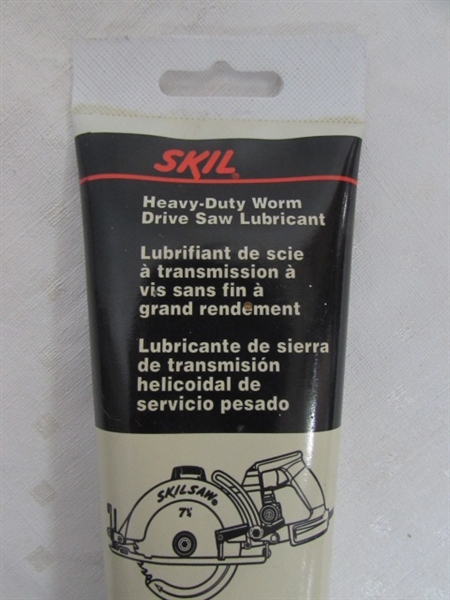 SKIL®
Heavy-Duty Worm
Drive Saw Lubricant
Lubrifiant de scie
à transmission à
vis sans fin à
grand rendement
Lubricante de sierra
de transmisión
helicoidal de
servicio pesado
SKILSAW®
7¼